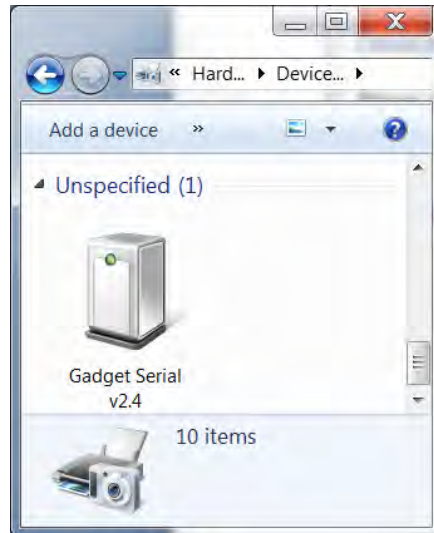 « Hard... ▸ Device... ▸
Add a device »
Unspecified (1)
Gadget Serial
v2.4
10 items